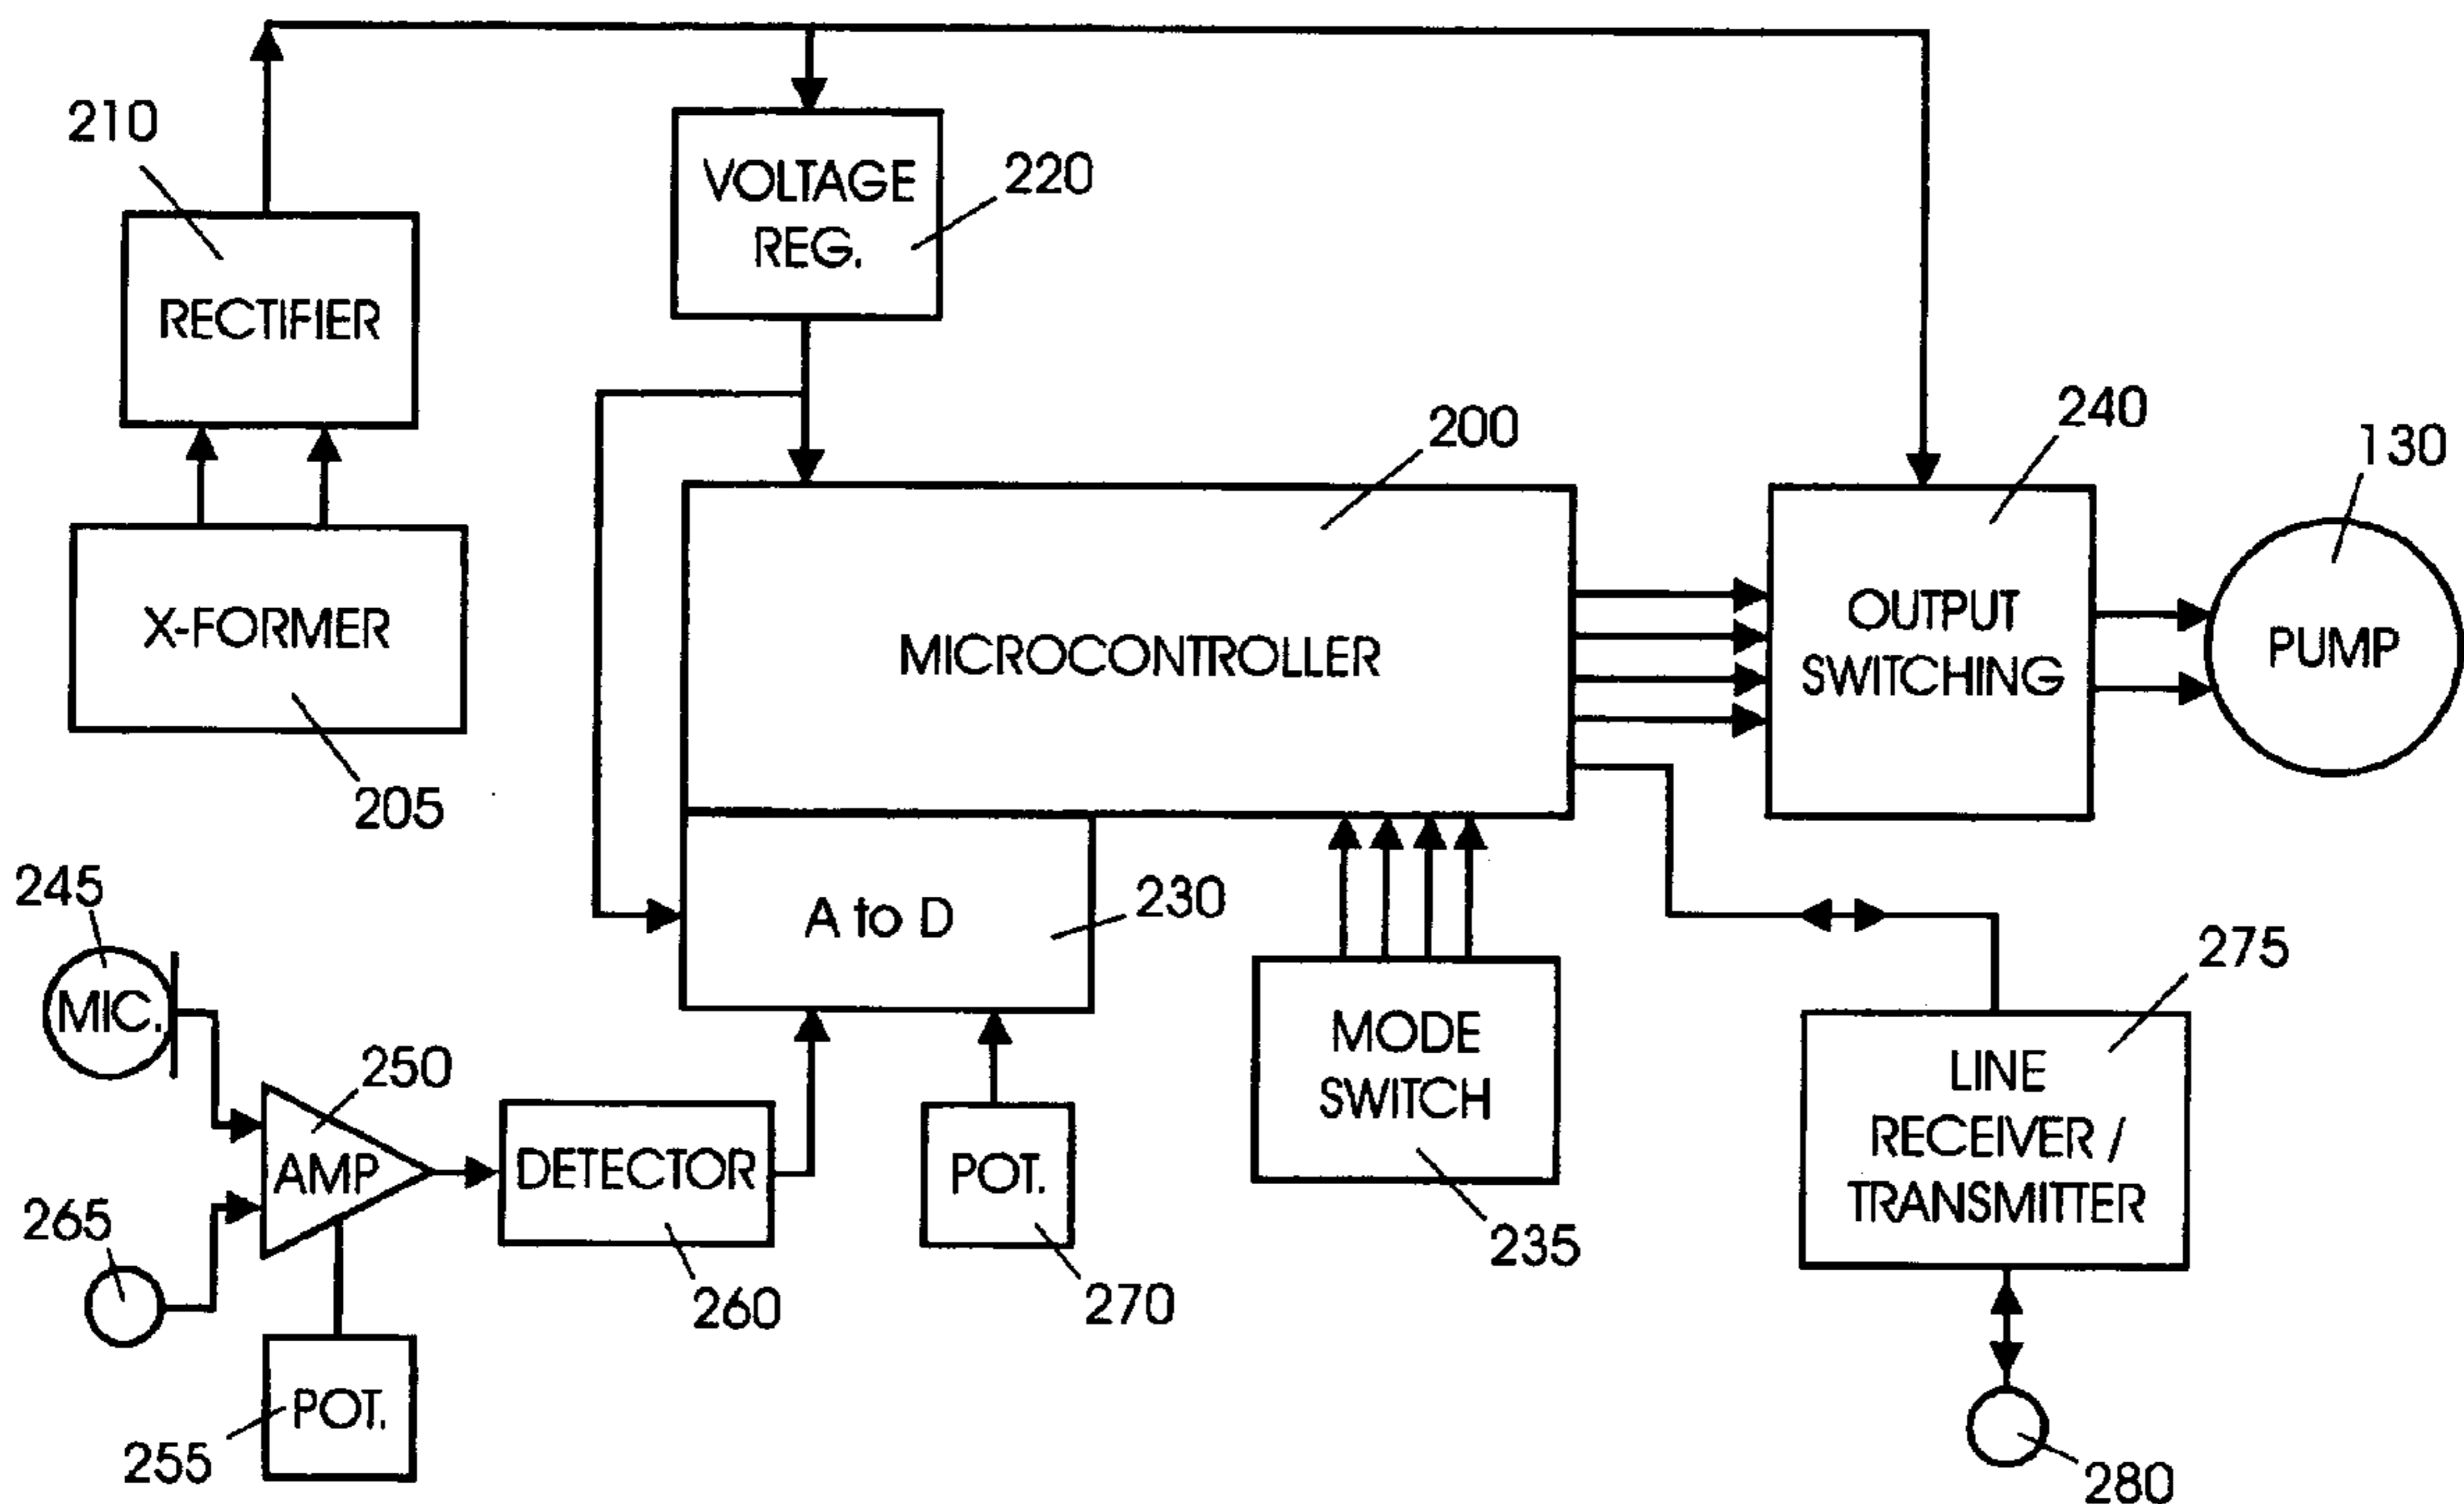 210
RECTIFIER
X-FORMER
205
VOLTAGE
REG.
220
200
MICROCONTROLLER
240
OUTPUT
SWITCHING
130
PUMP
A to D
230
245
MIC.
250
AMP
265
POT.
255
DETECTOR
260
POT.
270
MODE
SWITCH
235
275
LINE
RECEIVER /
TRANSMITTER
280